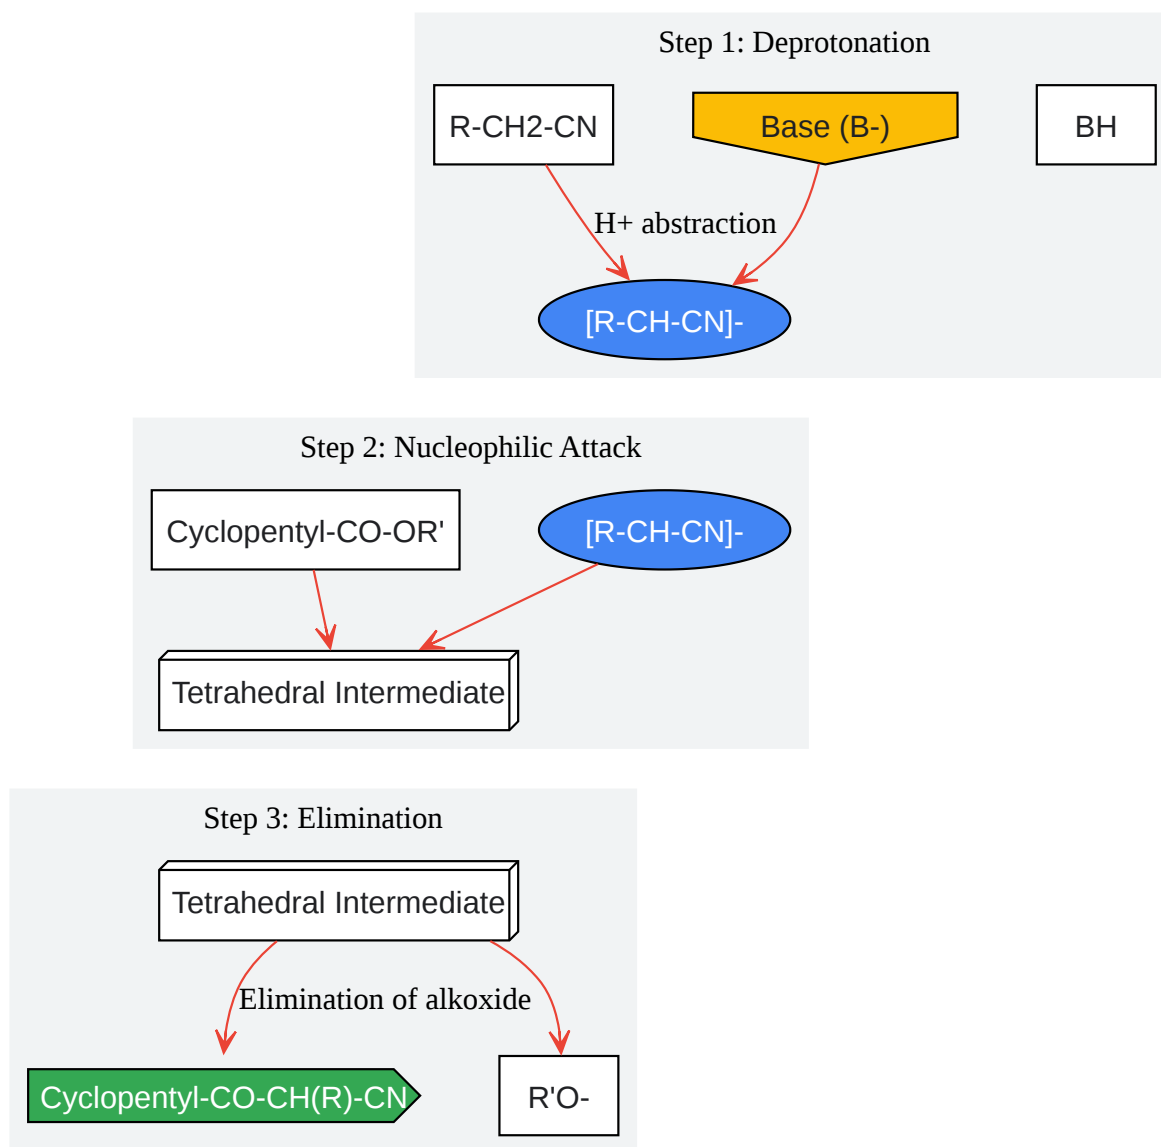 Step 1: Deprotonation
R-CH2-CN
Base (B-)
BH
H+ abstraction
[R-CH-CN]-
Step 2: Nucleophilic Attack
Cyclopentyl-CO-OR'
[R-CH-CN]-
Tetrahedral Intermediate
Step 3: Elimination
Tetrahedral Intermediate
Elimination of alkoxide
Cyclopentyl-CO-CH(R)-CN
R'O-